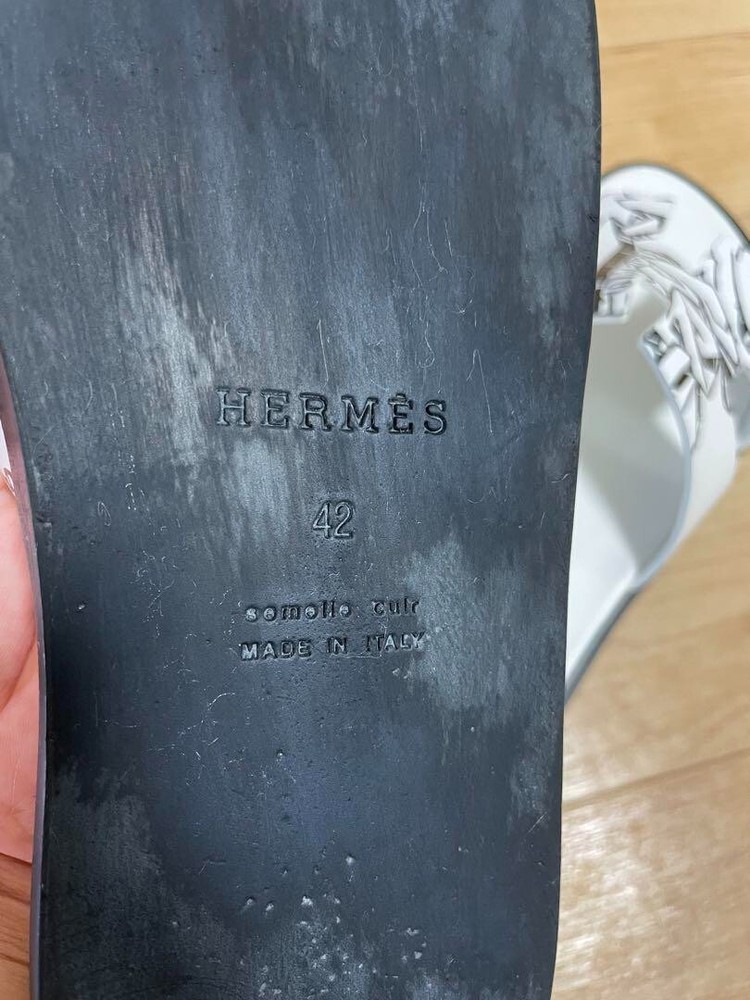 HERMÈS
42
semelle cuir
MADE IN ITALY